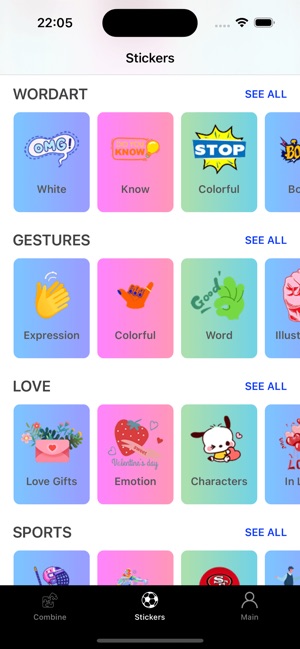 22:05
Stickers
WORDART
SEE ALL
OMG!
KNOW
STOP
BO
White
Know
Colorful
Bo
GESTURES
SEE ALL
Good
Expression
Colorful
Word
Illust
LOVE
SEE ALL
Valentine's day
Love Gifts
Emotion
Characters
In L
SPORTS
SEE ALL
SF
Combine
Stickers
Main